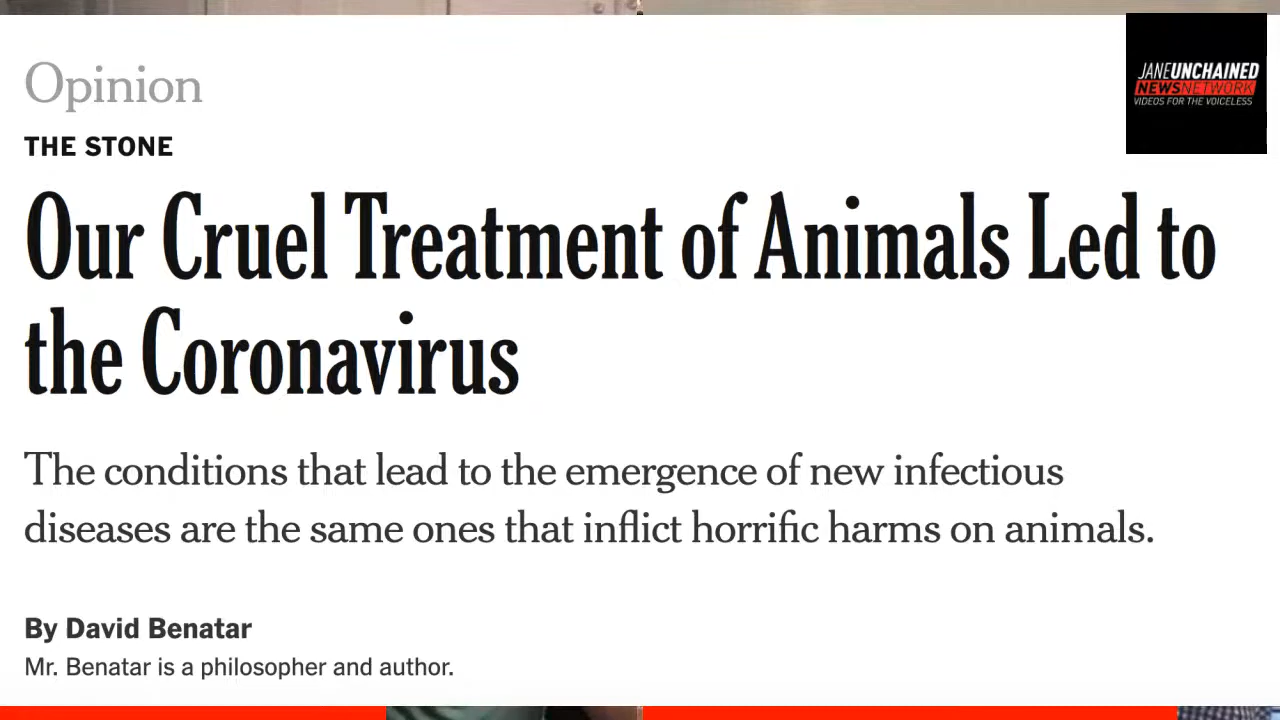 Opinion
JANEUNCHAINED
NEWSNETWORK
VIDEOS FOR THE VOICELESS
THE STONE
Our Cruel Treatment of Animals Led to
the Coronavirus
The conditions that lead to the emergence of new infectious
diseases are the same ones that inflict horrific harms on animals.
By David Benatar
Mr. Benatar is a philosopher and author.